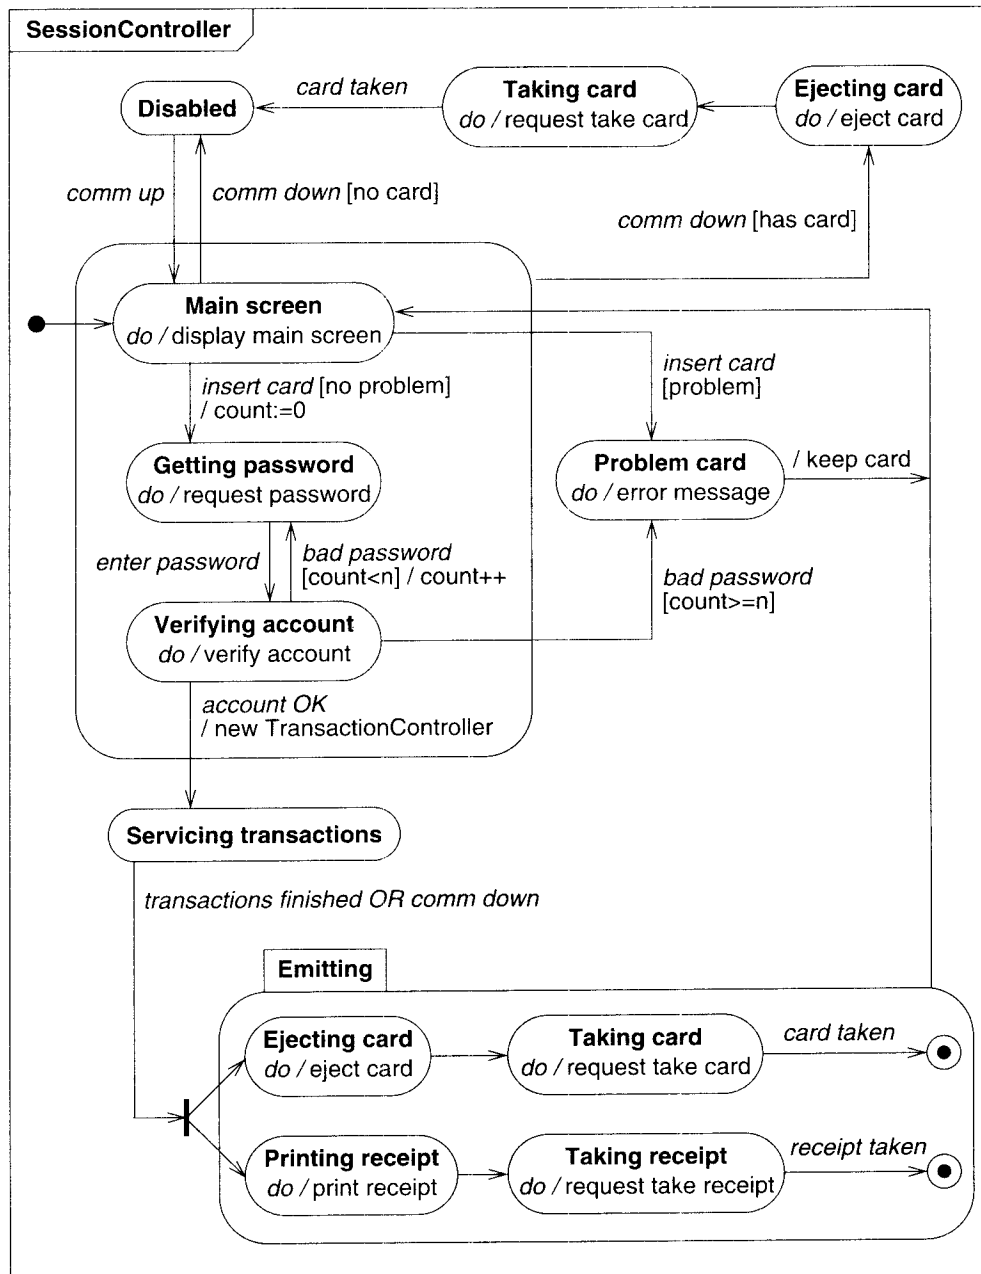 SessionController
Disabled
card taken
Taking card
do / request take card
Ejecting card
do / eject card
comm up
comm down [no card]
comm down [has card]
Main screen
do / display main screen
insert card [no problem]
/ count:=0
insert card
[problem]
Getting password
do / request password
Problem card
do / error message
/ keep card
enter password
bad password
[count<n] / count++
bad password
[count>=n]
Verifying account
do / verify account
account OK
/ new TransactionController
Servicing transactions
transactions finished OR comm down
Emitting
Ejecting card
do / eject card
Taking card
do / request take card
card taken
Printing receipt
do / print receipt
Taking receipt
do / request take receipt
receipt taken